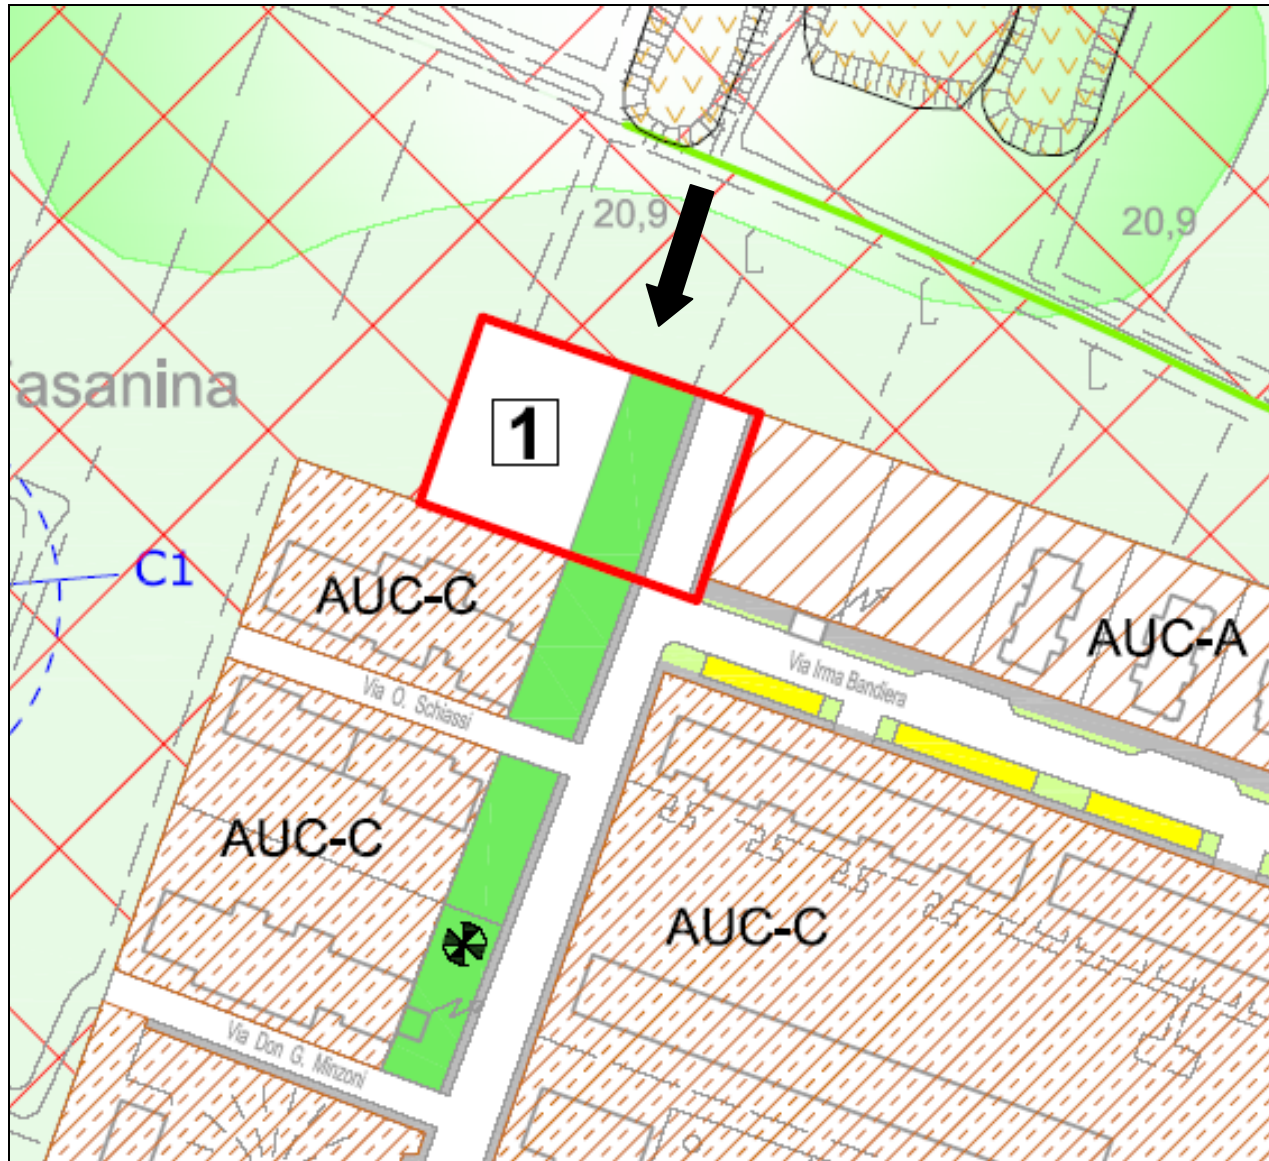 20,9
20,9
asanina
1
C1
AUC-C
AUC-A
Via Irma Bandiera
Via O. Schiassi
AUC-C
AUC-C
Via Don G. Minzoni